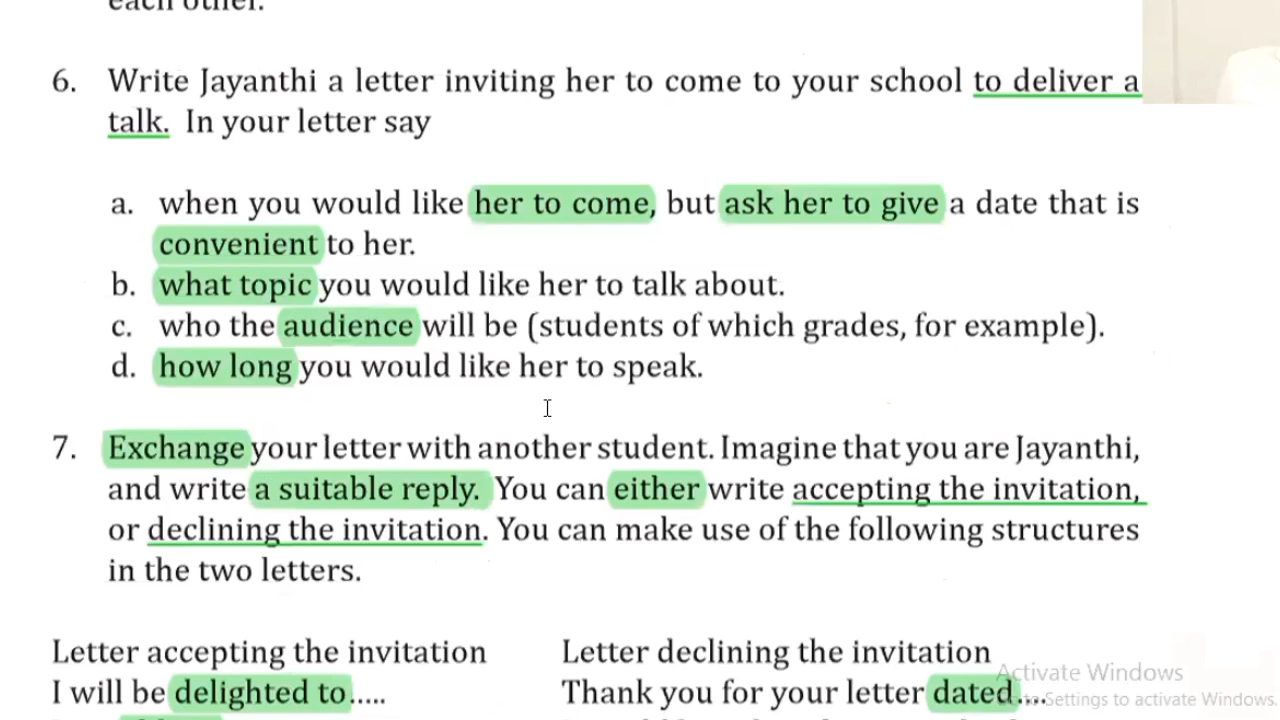 each other.
6. Write Jayanthi a letter inviting her to come to your school to deliver a
talk. In your letter say
a. when you would like her to come, but ask her to give a date that is
convenient to her.
b. what topic you would like her to talk about.
c. who the audience will be (students of which grades, for example).
d. how long you would like her to speak.
7. Exchange your letter with another student. Imagine that you are Jayanthi,
and write a suitable reply. You can either write accepting the invitation,
or declining the invitation. You can make use of the following structures
in the two letters.
Letter accepting the invitation
I will be delighted to.....
Letter declining the invitation
Thank you for your letter dated....
Activate Windows
to Settings to activate Windows.